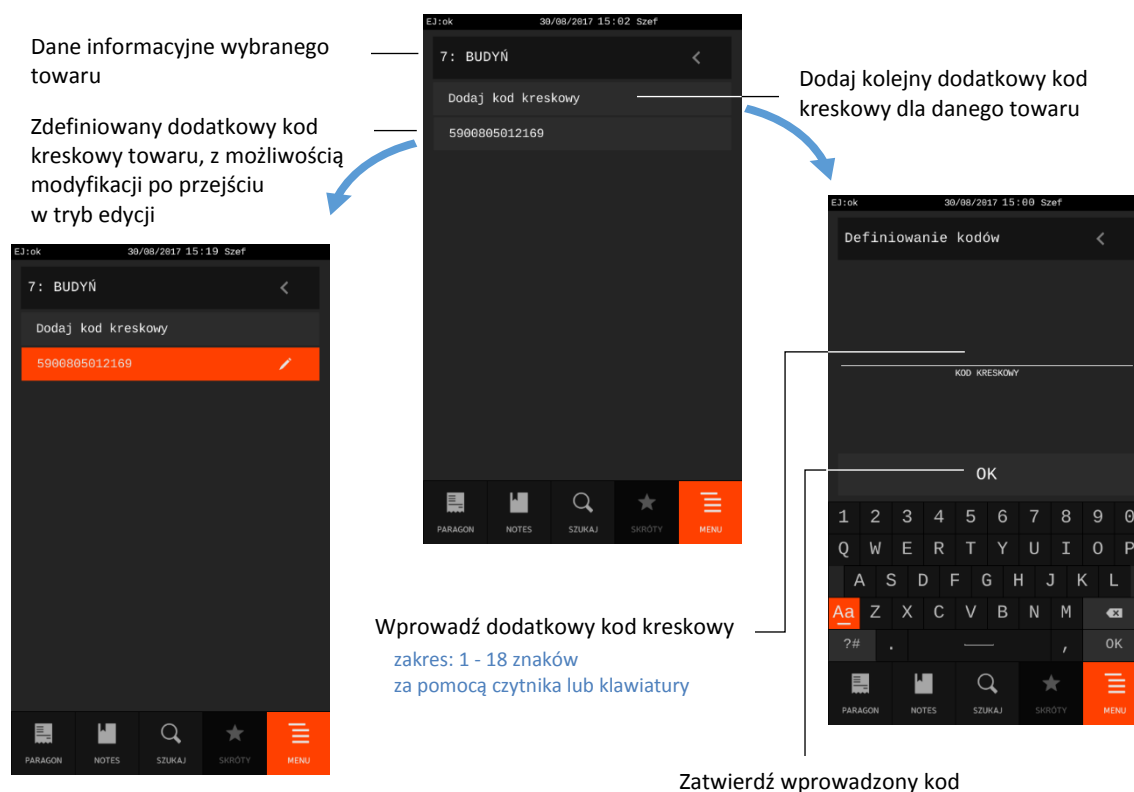 Dane informacyjne wybranego
towaru
Zdefiniowany dodatkowy kod
kreskowy towaru, z możliwością
modyfikacji po przejściu
w tryb edycji
EJ:ok 30/08/2017 15:02 Szef
7: BUDYŃ <
Dodaj kod kreskowy
5900805012169
PARAGON NOTES SZUKAJ SKRÓTY MENU
Dodaj kolejny dodatkowy kod
kreskowy dla danego towaru
EJ:ok 30/08/2017 15:19 Szef
7: BUDYŃ <
Dodaj kod kreskowy
5900805012169
PARAGON NOTES SZUKAJ SKRÓTY MENU
EJ:ok 30/08/2017 15:00 Szef
Definiowanie kodów <
KOD KRESKOWY
OK
1 2 3 4 5 6 7 8 9 0
Q W E R T Y U I O P
A S D F G H J K L
Aa Z X C V B N M
?# . , OK
PARAGON NOTES SZUKAJ SKRÓTY MENU
Wprowadź dodatkowy kod kreskowy
zakres: 1 - 18 znaków
za pomocą czytnika lub klawiatury
Zatwierdź wprowadzony kod